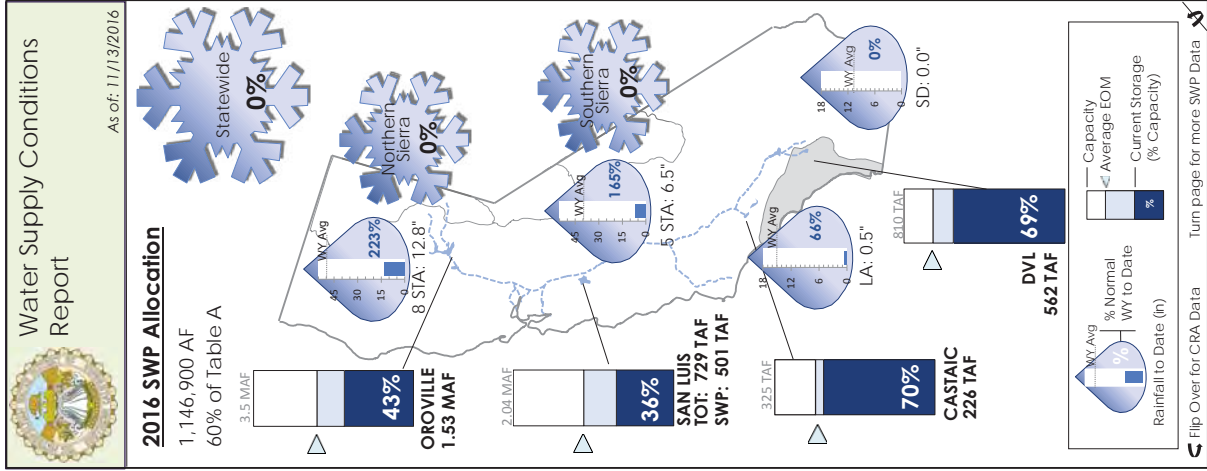 Water Supply Conditions
Report
As of: 11/13/2016
2016 SWP Allocation
1,146,900 AF
60% of Table A
Statewide
0%
Northern
Sierra
0%
Southern
Sierra
0%
3.5 MAF
43%
OROVILLE
1.53 MAF
WY Avg
45
30
15
0
223%
8 STA: 12.8"
2.04 MAF
36%
SAN LUIS
TOT: 729 TAF
SWP: 501 TAF
WY Avg
45
30
15
0
165%
5 STA: 6.5"
325 TAF
70%
CASTAIC
226 TAF
WY Avg
18
12
6
0
66%
LA: 0.5"
810 TAF
69%
DVL
562 TAF
WY Avg
18
12
6
0
0%
SD: 0.0"
WY Avg
%
% Normal
WY to Date
Rainfall to Date (in)
Capacity
Average EOM
Current Storage
(% Capacity)
%
Flip Over for CRA Data
Turn page for more SWP Data